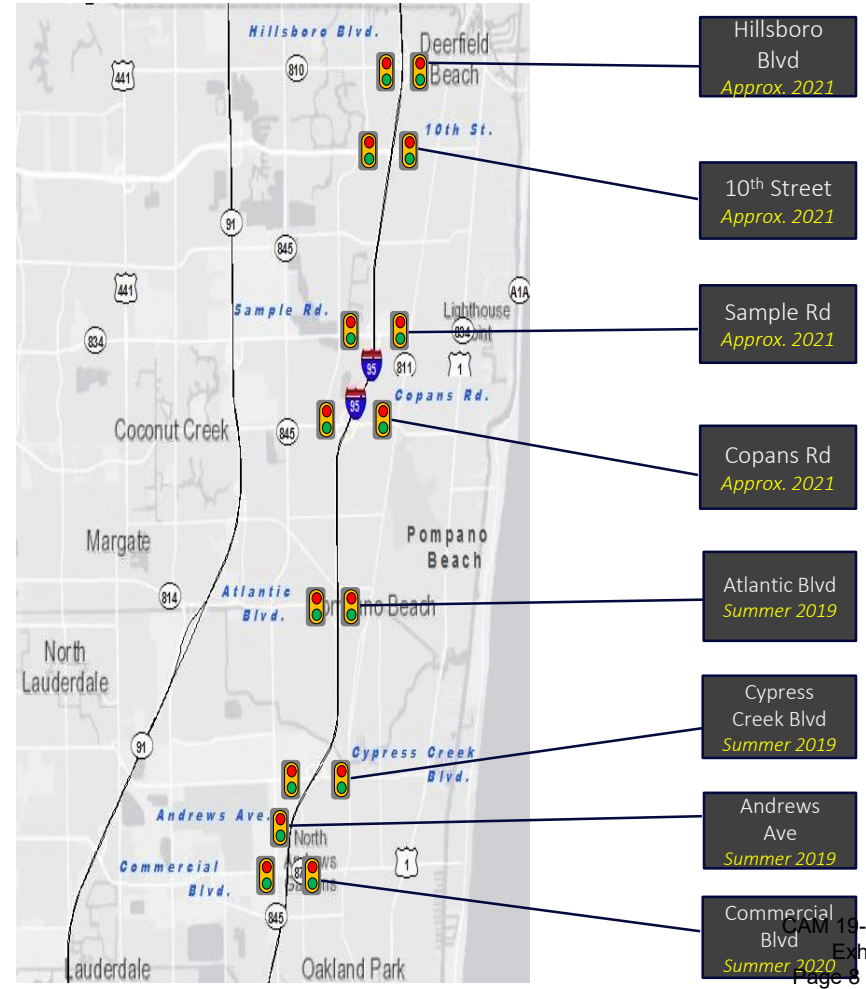 Hillsboro Blvd.
Deerfield
Beach
441
810
10th St.
91
845
441
A1A
Sample Rd.
Lighthouse
834
834
95
811
1
95
Copans Rd.
Coconut Creek
845
Margate
Pompano
Beach
814
Atlantic
Blvd.
no Beach
North
Lauderdale
91
Cypress Creek
Blvd.
Andrews Ave.
North
Commercial
Blvd.
1
845
Lauderdale
Oakland Park
Hillsboro
Blvd
Approx. 2021
10th Street
Approx. 2021
Sample Rd
Approx. 2021
Copans Rd
Approx. 2021
Atlantic Blvd
Summer 2019
Cypress
Creek Blvd
Summer 2019
Andrews
Ave
Summer 2019
Commercial
Blvd
Summer 2020
CAM 19-
Exh
Page 8